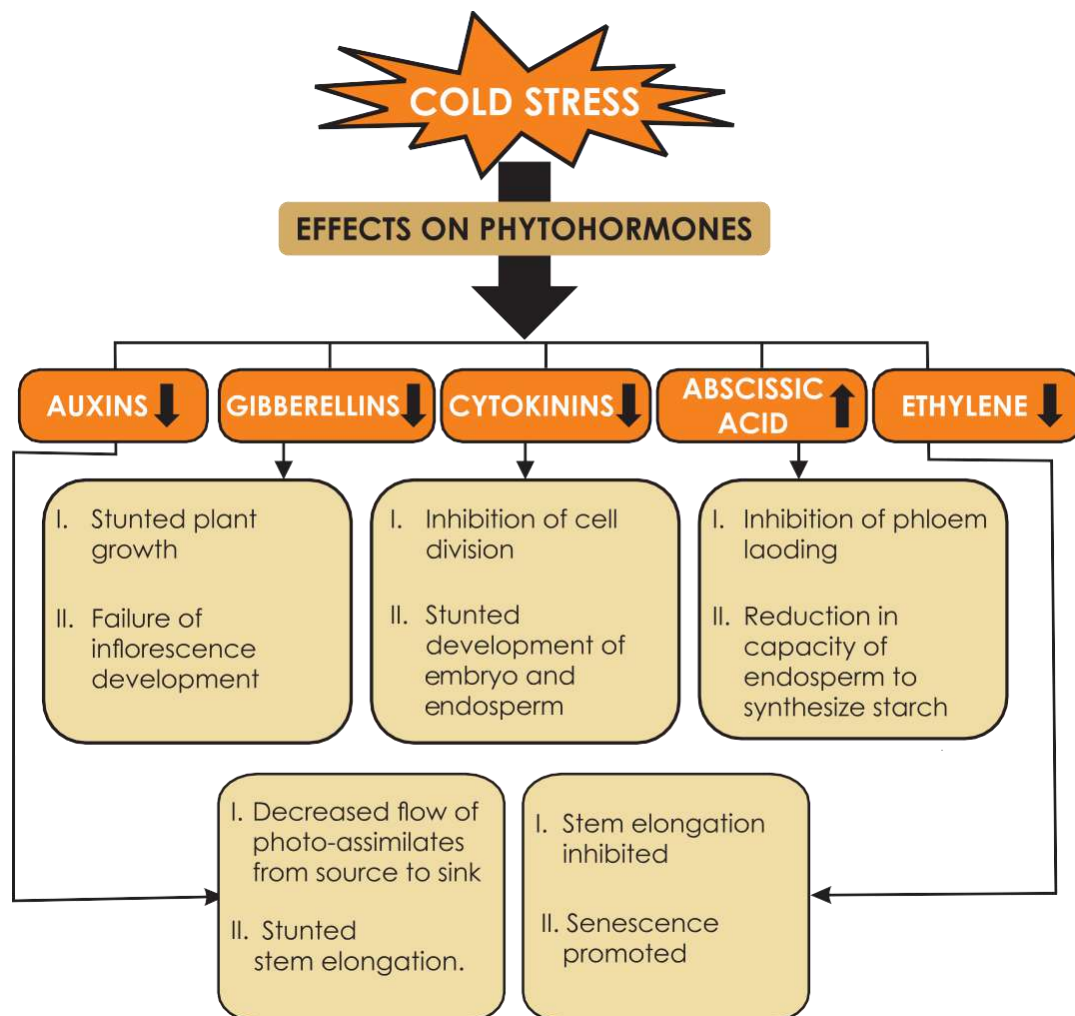 COLD STRESS
EFFECTS ON PHYTOHORMONES
AUXINS
GIBBERELLINS
CYTOKININS
ABSCISSIC
ACID
ETHYLENE
I. Stunted plant
growth
II. Failure of
inflorescence
development
I. Inhibition of cell
division
II. Stunted
development of
embryo and
endosperm
I. Inhibition of phloem
laoding
II. Reduction in
capacity of
endosperm to
synthesize starch
I. Decreased flow of
photo-assimilates
from source to sink
II. Stunted
stem elongation.
I. Stem elongation
inhibited
II. Senescence
promoted